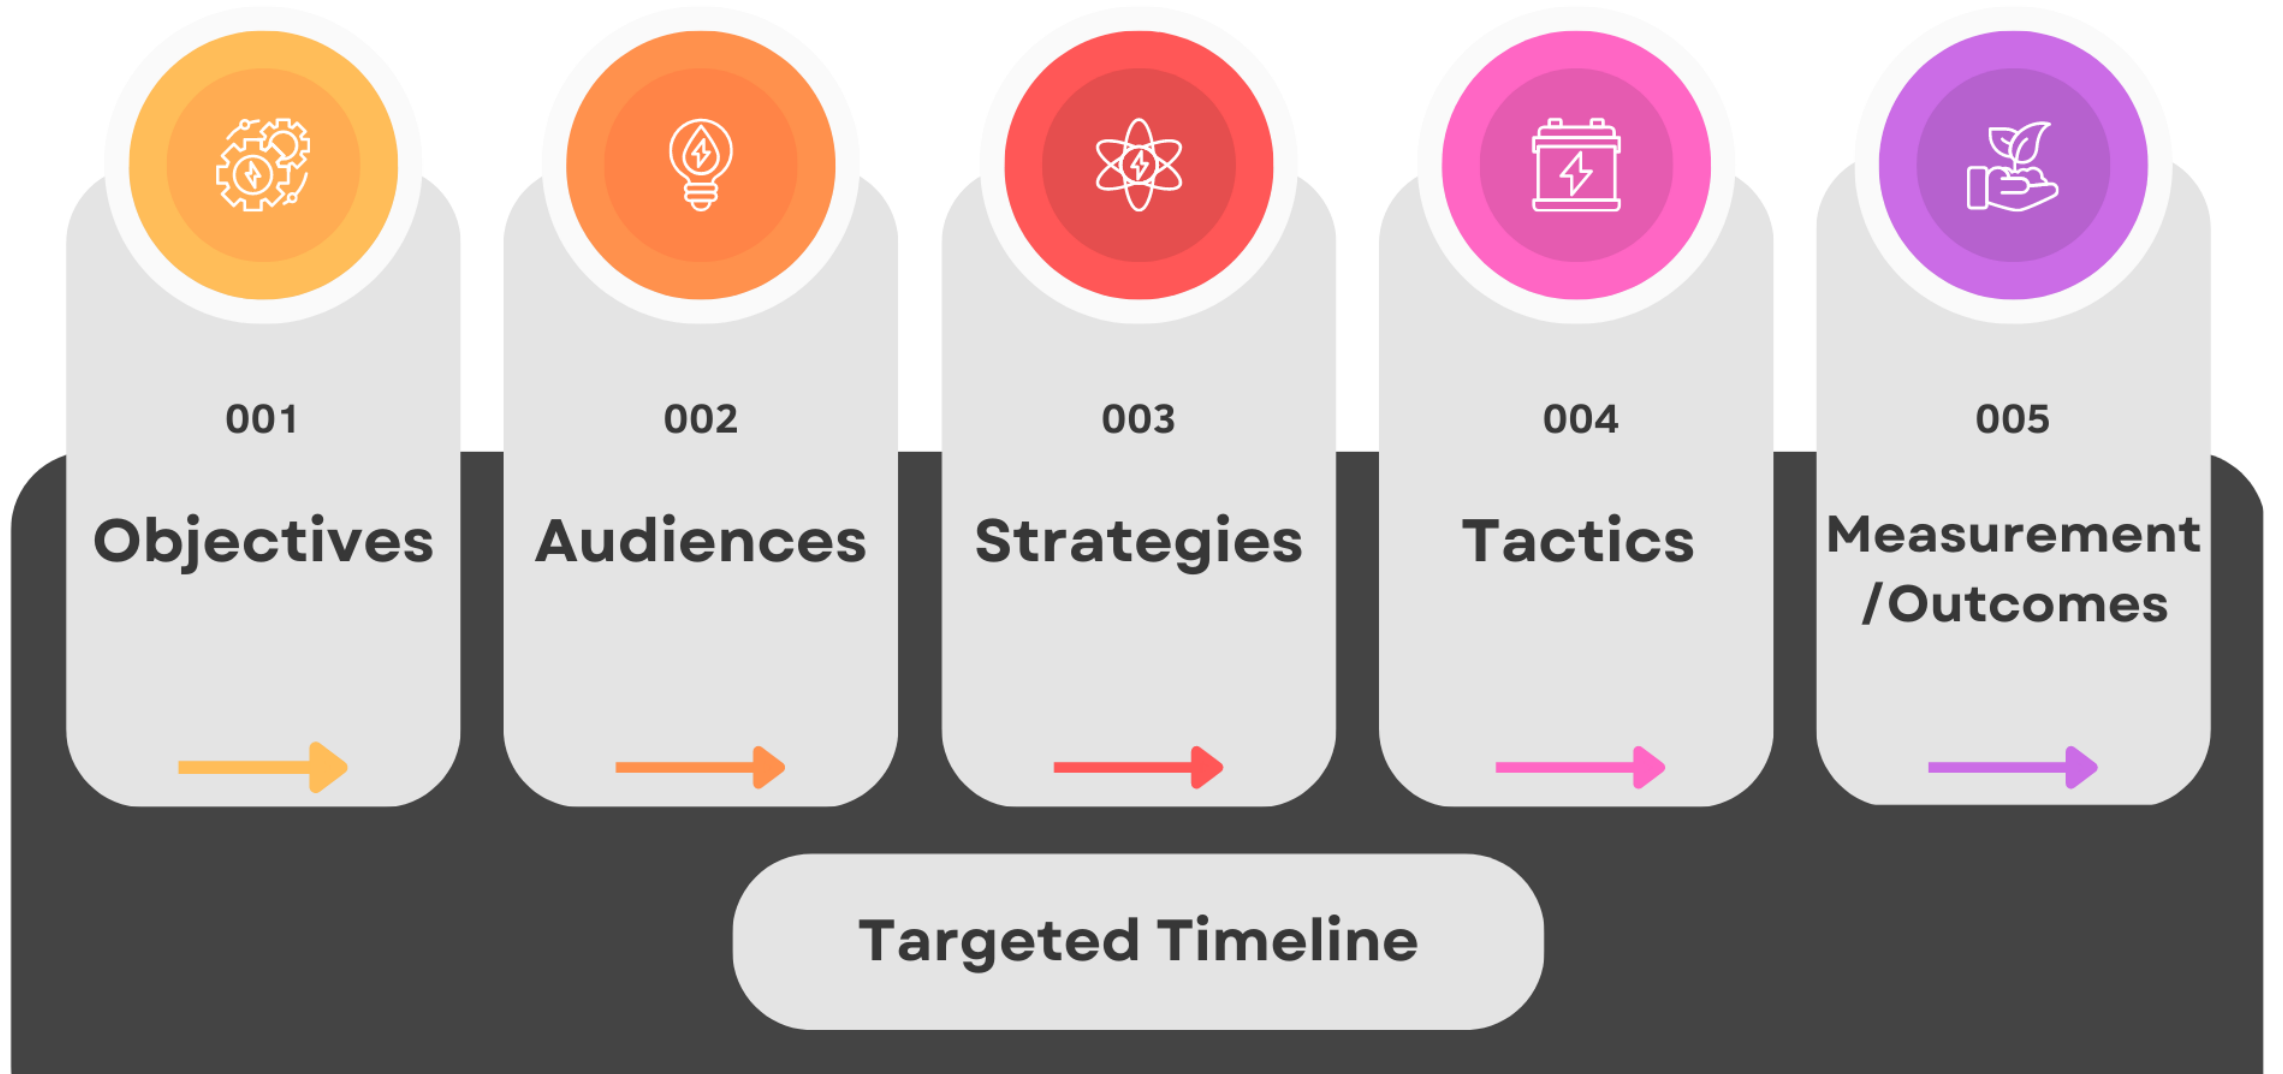 001
Objectives
002
Audiences
003
Strategies
004
Tactics
005
Measurement
/Outcomes
Targeted Timeline